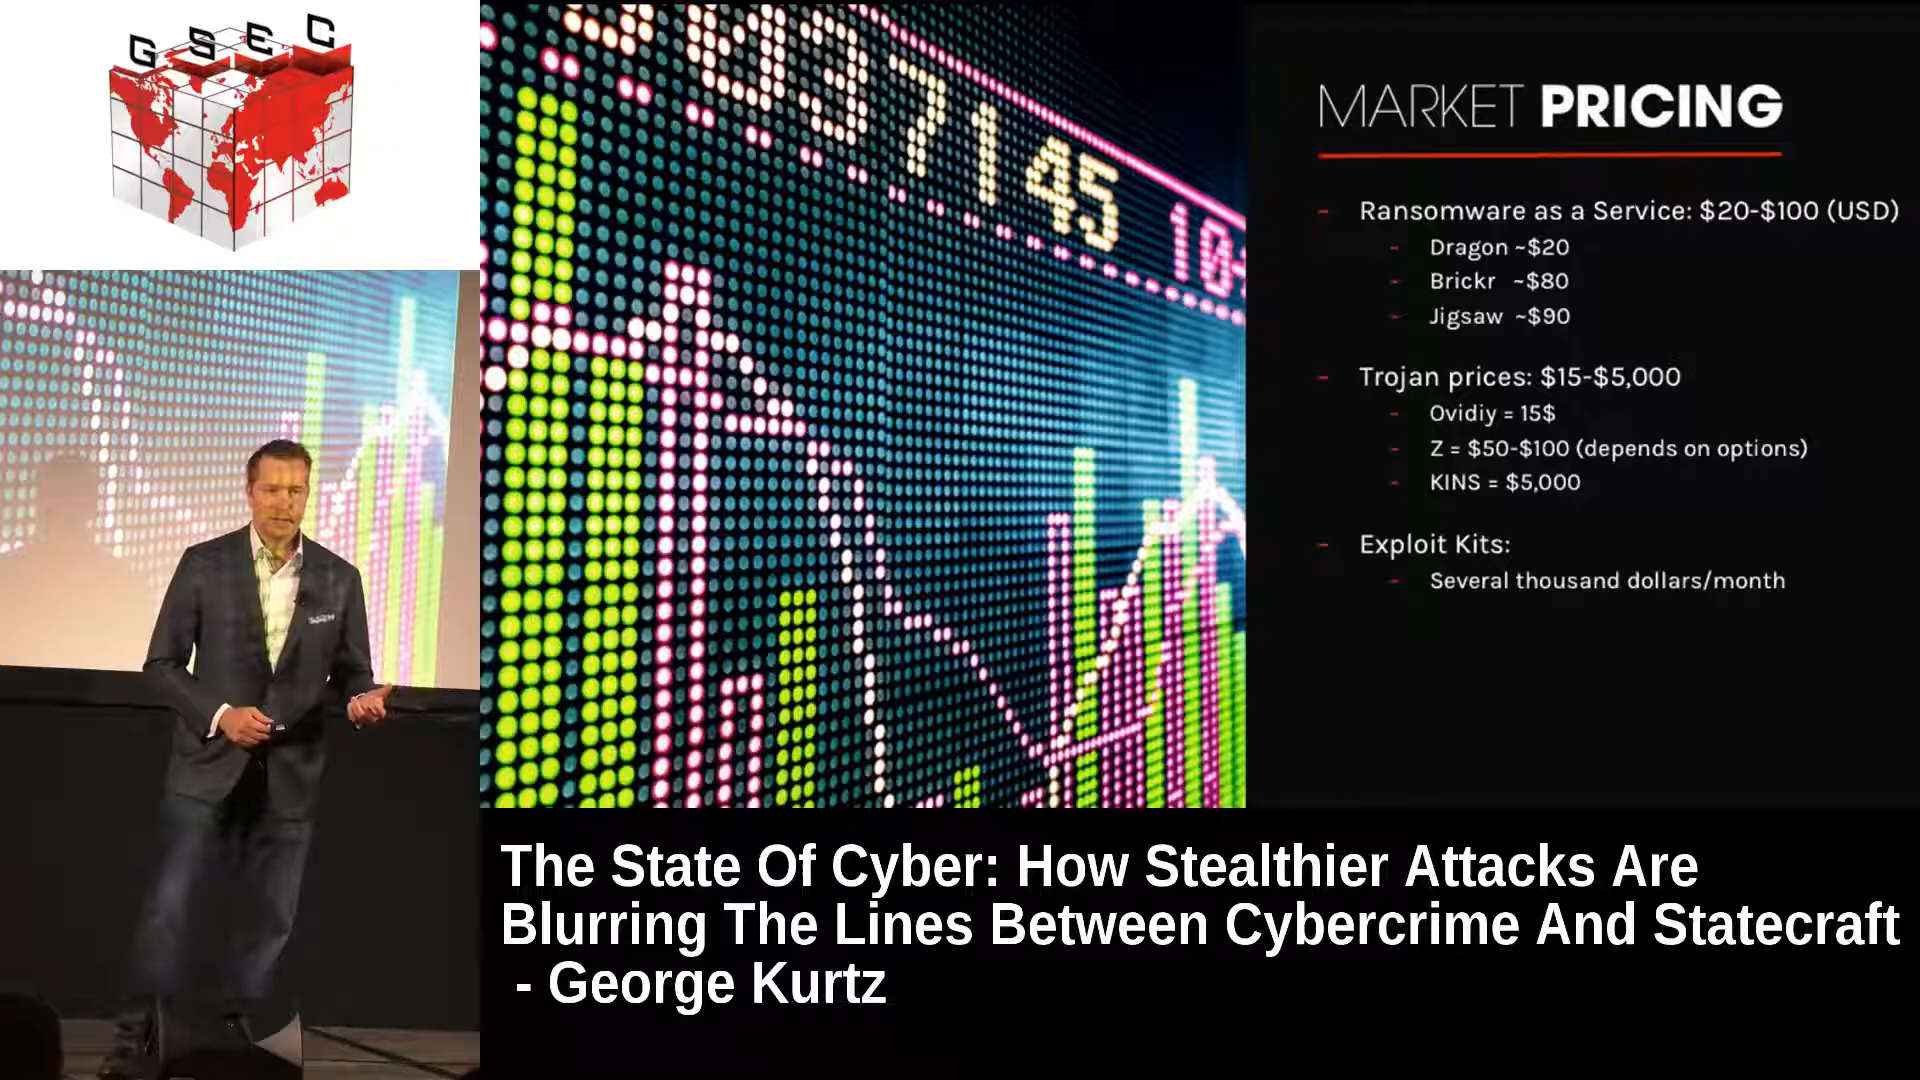 G S E C
37145
MARKET PRICING
- Ransomware as a Service: $20-$100 (USD)
- Dragon ~$20
- Brickr ~$80
- Jigsaw ~$90
- Trojan prices: $15-$5,000
- Ovidiy = 15$
- Z = $50-$100 (depends on options)
- KINS = $5,000
- Exploit Kits:
- Several thousand dollars/month
The State Of Cyber: How Stealthier Attacks Are
Blurring The Lines Between Cybercrime And Statecraft
- George Kurtz